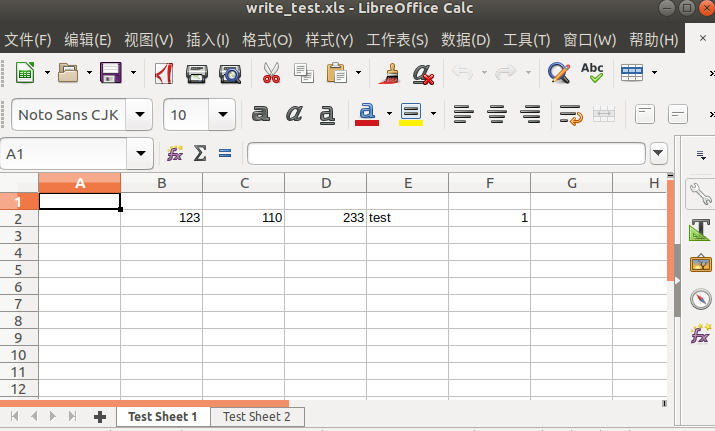 write_test.xls - LibreOffice Calc
文件(F) 编辑(E) 视图(V) 插入(I) 格式(O) 样式(Y) 工作表(S) 数据(D) 工具(T) 窗口(W) 帮助(H)
Abc
Noto Sans CJK 10 a a a a
A1 fx Σ =
A B C D E F G H
1
2 123 110 233 test 1
3
4
5
6
7
8
9
10
11
12
Test Sheet 1 Test Sheet 2